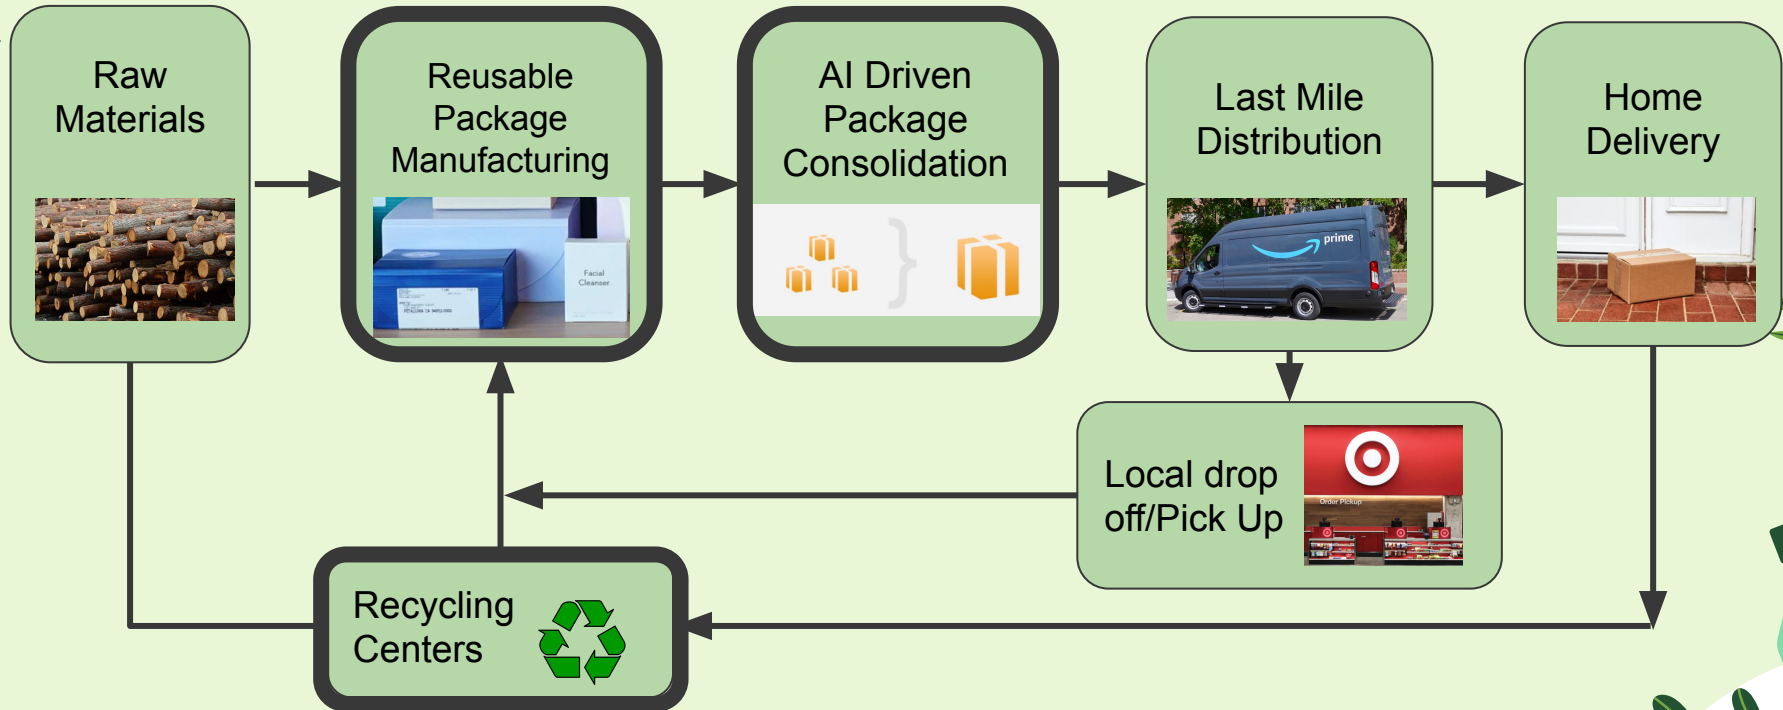 Raw
Materials
Reusable
Package
Manufacturing
Facial
Cleanser
AI Driven
Package
Consolidation
Last Mile
Distribution
prime
Home
Delivery
Local drop
off/Pick Up
Order Pickup
Recycling
Centers